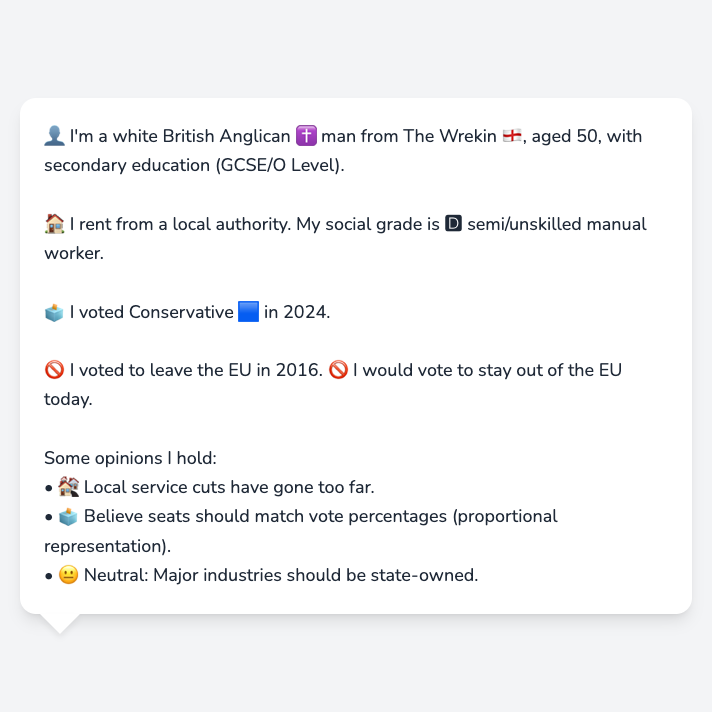 👤 I'm a white British Anglican ✝️ man from The Wrekin 🏴󠁧󠁢󠁥󠁮󠁧󠁿, aged 50, with
secondary education (GCSE/O Level).
🏠 I rent from a local authority. My social grade is 🅳 semi/unskilled manual
worker.
🗳️ I voted Conservative 🟦 in 2024.
🚫 I voted to leave the EU in 2016. 🚫 I would vote to stay out of the EU
today.
Some opinions I hold:
• 🏚️ Local service cuts have gone too far.
• 🗳️ Believe seats should match vote percentages (proportional
representation).
• 😐 Neutral: Major industries should be state-owned.